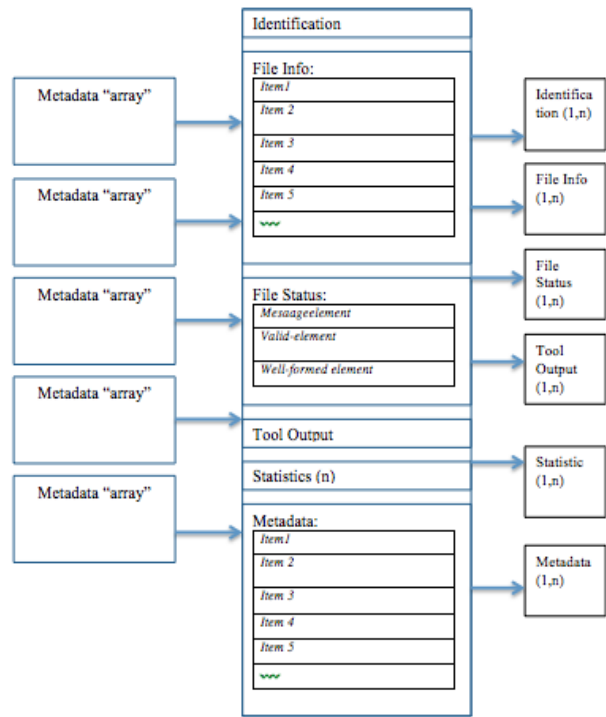 Metadata “array”
Metadata “array”
Metadata “array”
Metadata “array”
Metadata “array”
Identification
File Info:
Item1
Item 2
Item 3
Item 4
Item 5
File Status:
Mesaageelement
Valid-element
Well-formed element
Tool Output
Statistics (n)
Metadata:
Item1
Item 2
Item 3
Item 4
Item 5
Identifica
tion (1,n)
File Info
(1,n)
File
Status
(1,n)
Tool
Output
(1,n)
Statistic
(1,n)
Metadata
(1,n)